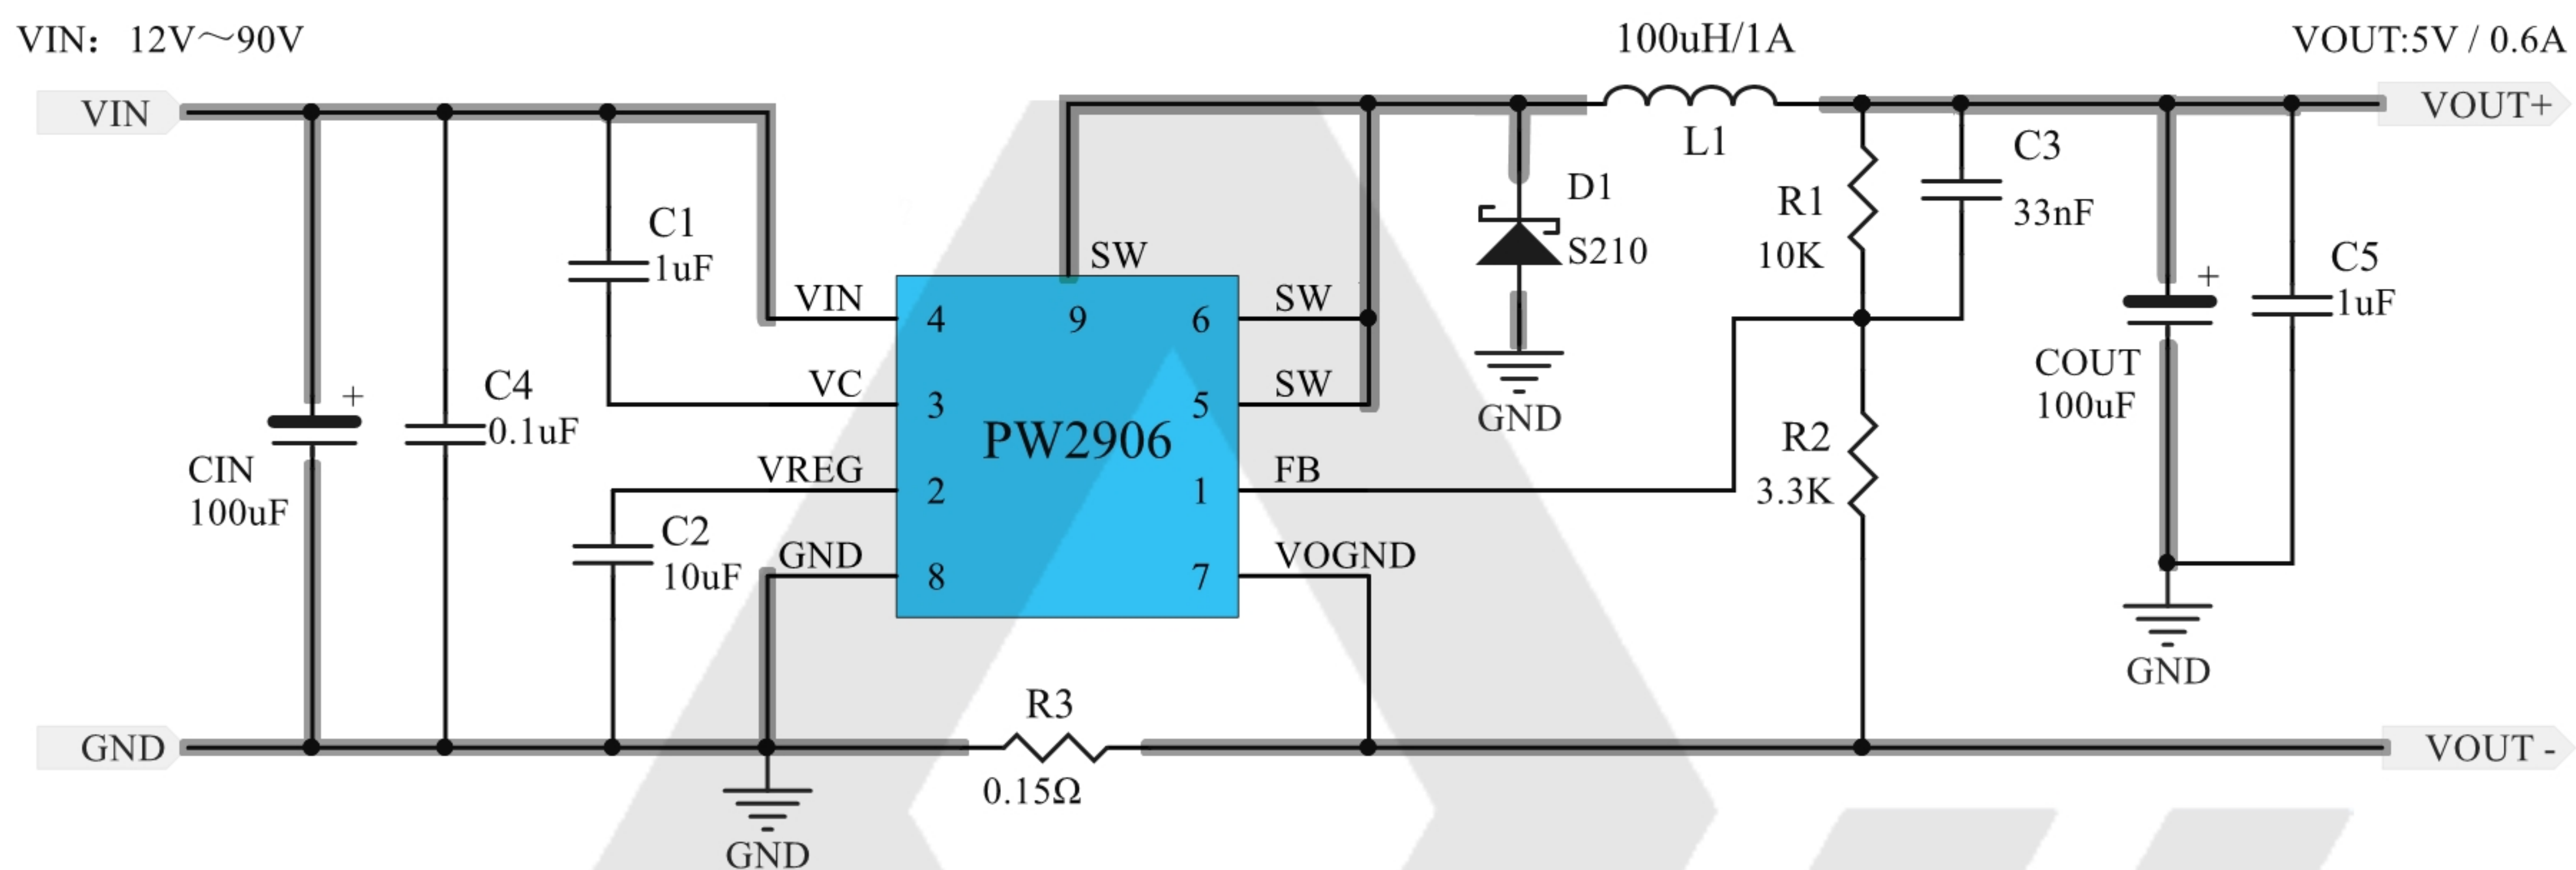 VIN: 12V～90V
100uH/1A
VOUT:5V / 0.6A
VIN
VOUT+
L1
C3
33nF
D1
S210
R1
10K
C1
1uF
SW
VIN
4
9
6
SW
C5
1uF
+
COUT
100uF
VC
3
5
SW
+
C4
0.1uF
PW2906
GND
R2
3.3K
CIN
100uF
VREG
2
1
FB
C2
10uF
GND
8
7
VOGND
GND
R3
0.15Ω
GND
VOUT -
GND